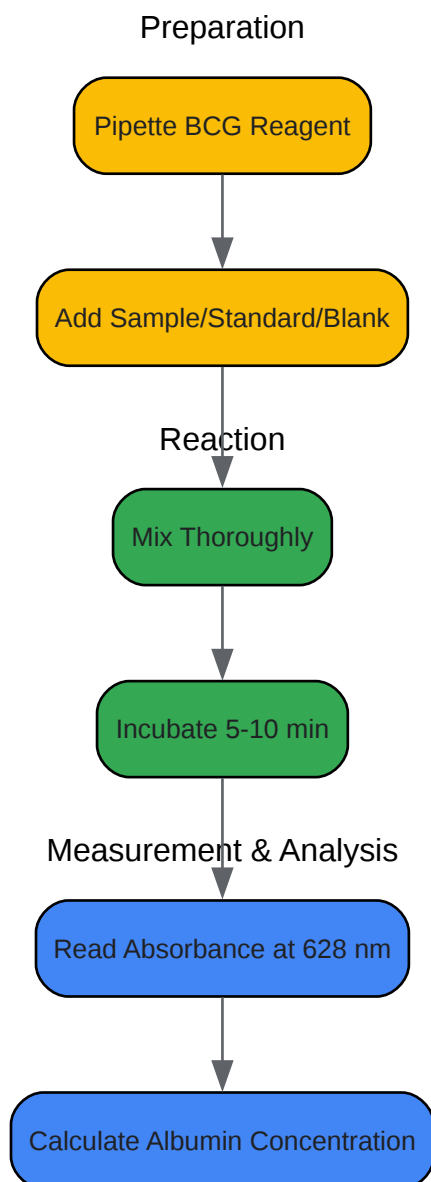 Preparation
Pipette BCG Reagent
Add Sample/Standard/Blank
Reaction
Mix Thoroughly
Incubate 5-10 min
Measurement & Analysis
Read Absorbance at 628 nm
Calculate Albumin Concentration